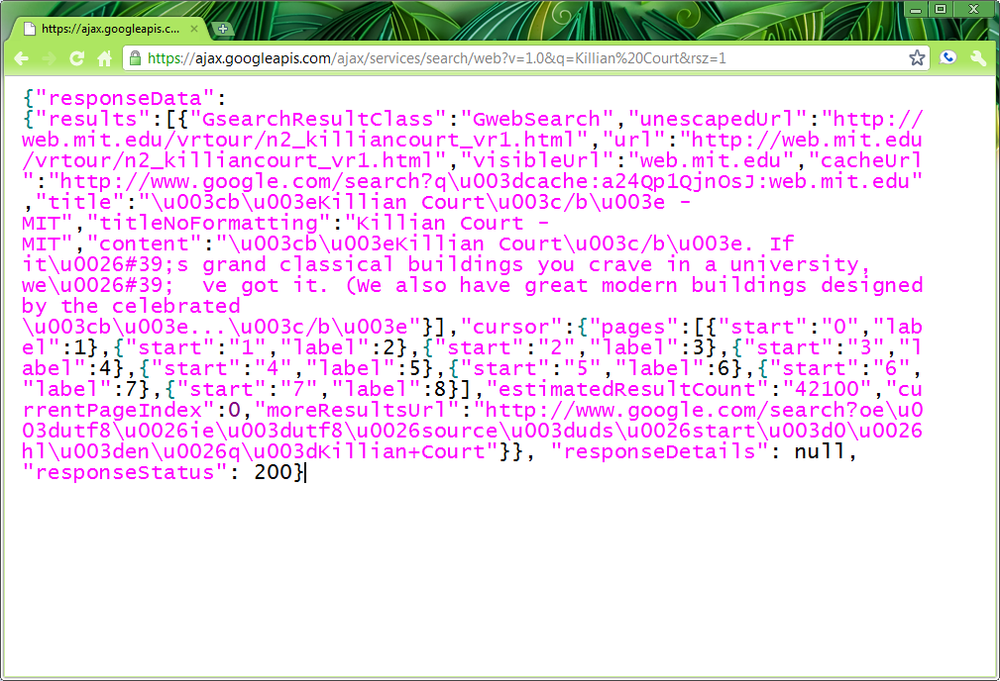 https://ajax.googleapis.c...
https://ajax.googleapis.com/ajax/services/search/web?v=1.0&q=Killian%20Court&rsz=1
{"responseData":
{"results":[{"GsearchResultClass":"GwebSearch","unescapedUrl":"http://
web.mit.edu/vrtour/n2_killiancourt_vr1.html","url":"http://web.mit.edu
/vrtour/n2_killiancourt_vr1.html","visibleUrl":"web.mit.edu","cacheUrl
":"http://www.google.com/search?q\u003dcache:a24Qp1QjnOsJ:web.mit.edu"
,"title":"\u003cb\u003eKillian Court\u003c/b\u003e -
MIT","titleNoFormatting":"Killian Court -
MIT","content":"\u003cb\u003eKillian Court\u003c/b\u003e. If
it\u0026#39;s grand classical buildings you crave in a university,
we\u0026#39;  ve got it. (We also have great modern buildings designed
by the celebrated
\u003cb\u003e...\u003c/b\u003e"}],"cursor":{"pages":[{"start":"0","lab
el":1},{"start":"1","label":2},{"start":"2","label":3},{"start":"3","l
abel":4},{"start":"4","label":5},{"start":"5","label":6},{"start":"6",
"label":7},{"start":"7","label":8}],"estimatedResultCount":"42100","cu
rrentPageIndex":0,"moreResultsUrl":"http://www.google.com/search?oe\u0
03dutf8\u0026ie\u003dutf8\u0026source\u003duds\u0026start\u003d0\u0026
hl\u003den\u0026q\u003dKillian+Court"}}, "responseDetails": null,
"responseStatus": 200}